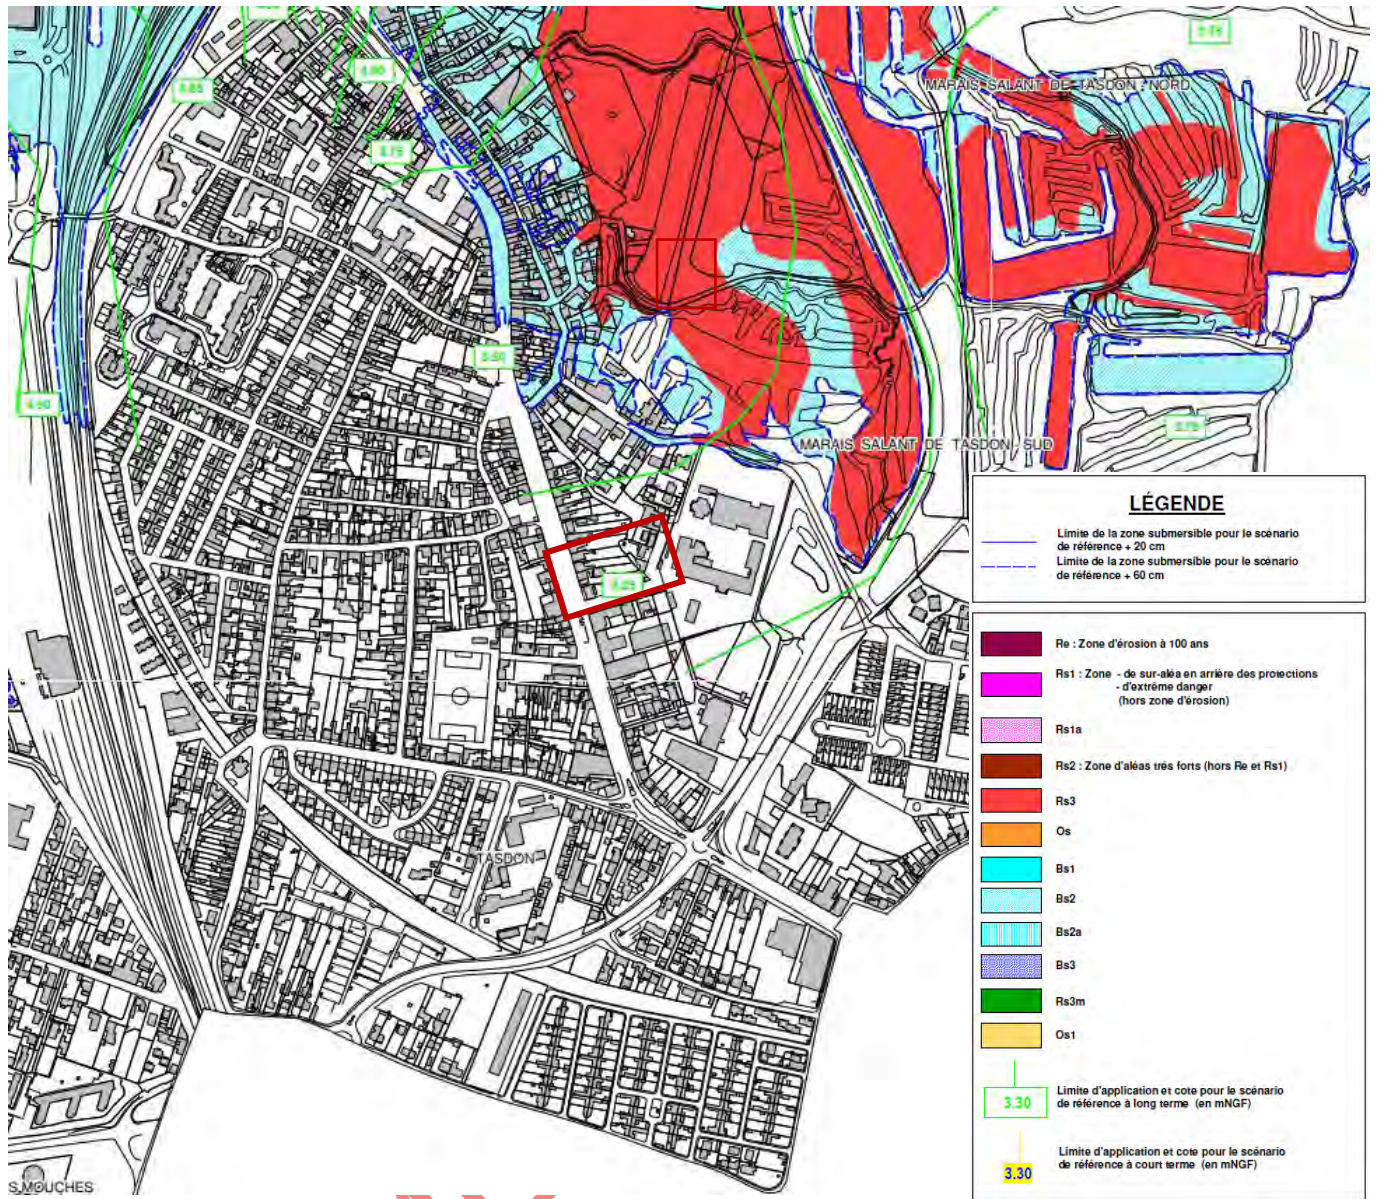 MARAIS SALANT DE TASDON - NORD
MARAIS SALANT DE TASDON - SUD
TASDON
S MOUCHES
LÉGENDE
Limite de la zone submersible pour le scénario
de référence + 20 cm
Limite de la zone submersible pour le scénario
de référence + 60 cm
Re : Zone d'érosion à 100 ans
Rs1 : Zone - de sur-aléa en arrière des protections
- d'extrême danger
(hors zone d'érosion)
Rs1a
Rs2 : Zone d'aléas trés forts (hors Re et Rs1)
Rs3
Os
Bs1
Bs2
Bs2a
Bs3
Rs3m
Os1
3.30
Limite d'application et cote pour le scénario
de référence à long terme (en mNGF)
3.30
Limite d'application et cote pour le scénario
de référence à court terme (en mNGF)